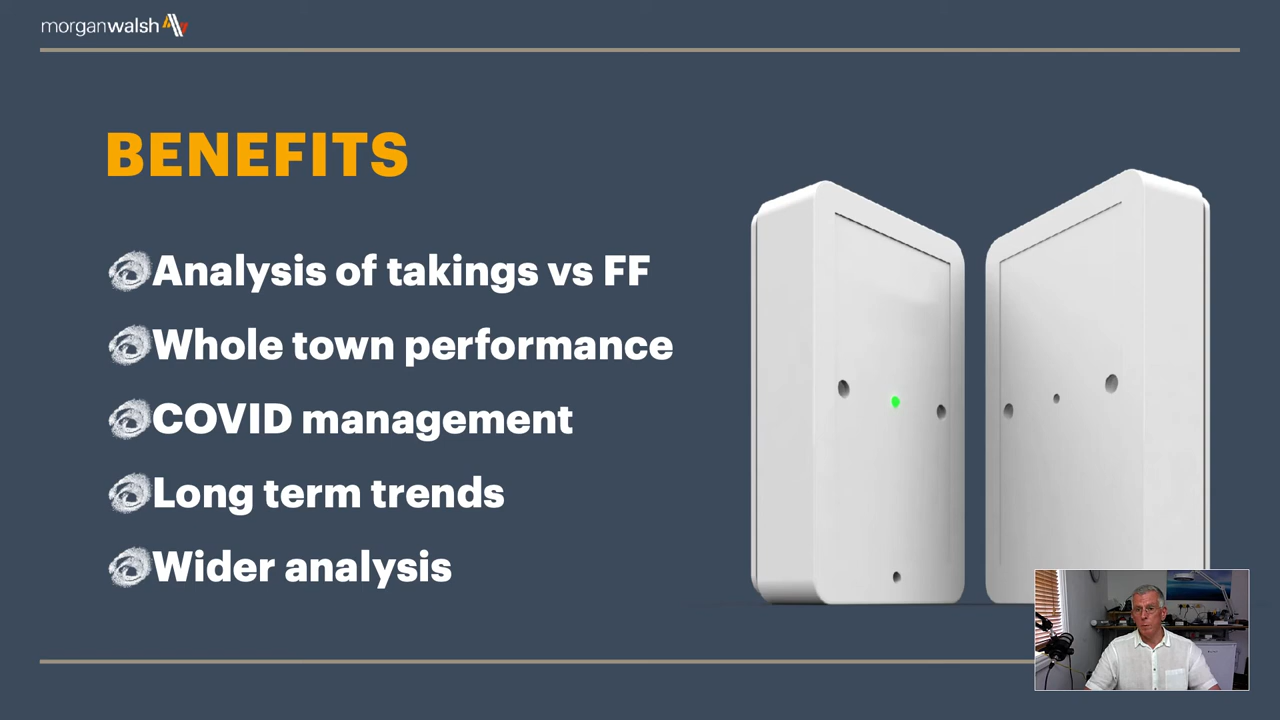 morganwalsh
BENEFITS
Analysis of takings vs FF
Whole town performance
COVID management
Long term trends
Wider analysis